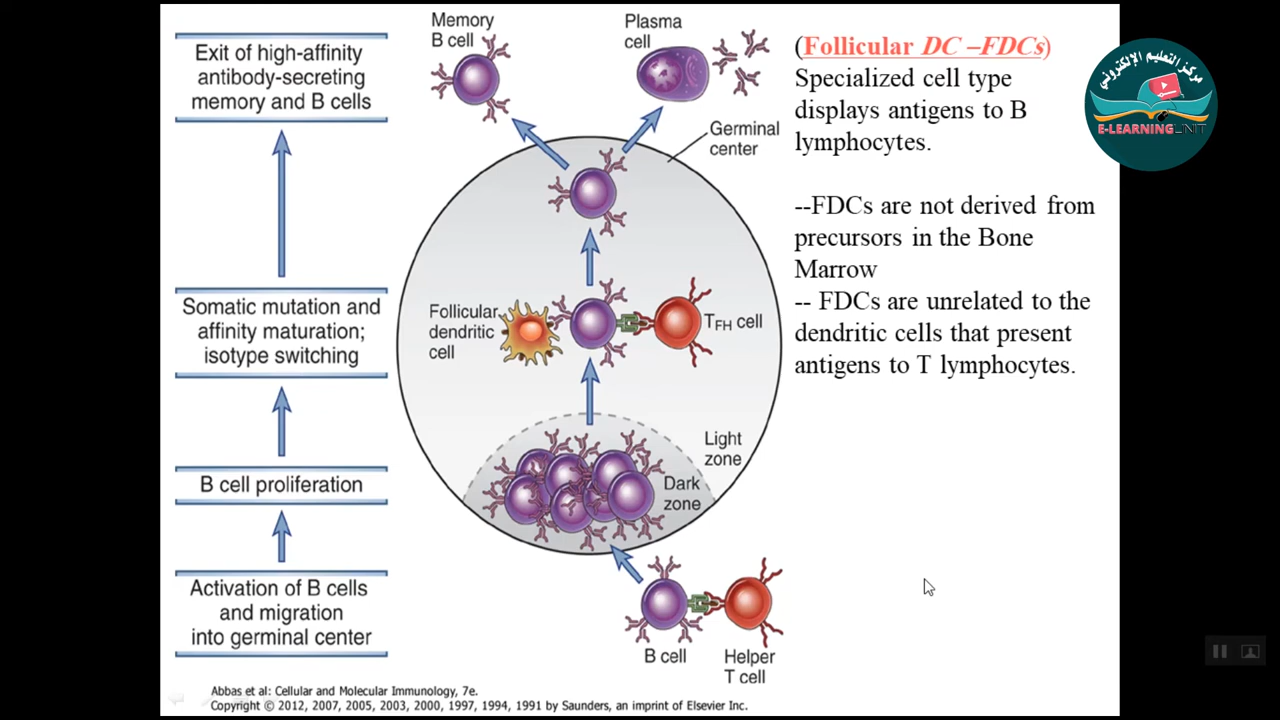 Exit of high-affinity
antibody-secreting
memory and B cells
Somatic mutation and
affinity maturation;
isotype switching
B cell proliferation
Activation of B cells
and migration
into germinal center
Memory
B cell
Plasma
cell
Germinal
center
Follicular
dendritic
cell
TFH cell
Light
zone
Dark
zone
B cell
Helper
T cell
Abbas et al: Cellular and Molecular Immunology, 7e.
Copyright © 2012, 2007, 2005, 2003, 2000, 1997, 1994, 1991 by Saunders, an imprint of Elsevier Inc.
(Follicular DC –FDCs)
Specialized cell type
displays antigens to B
lymphocytes.
--FDCs are not derived from
precursors in the Bone
Marrow
-- FDCs are unrelated to the
dendritic cells that present
antigens to T lymphocytes.
مركز التعليم الإلكتروني
E-LEARNING UNIT